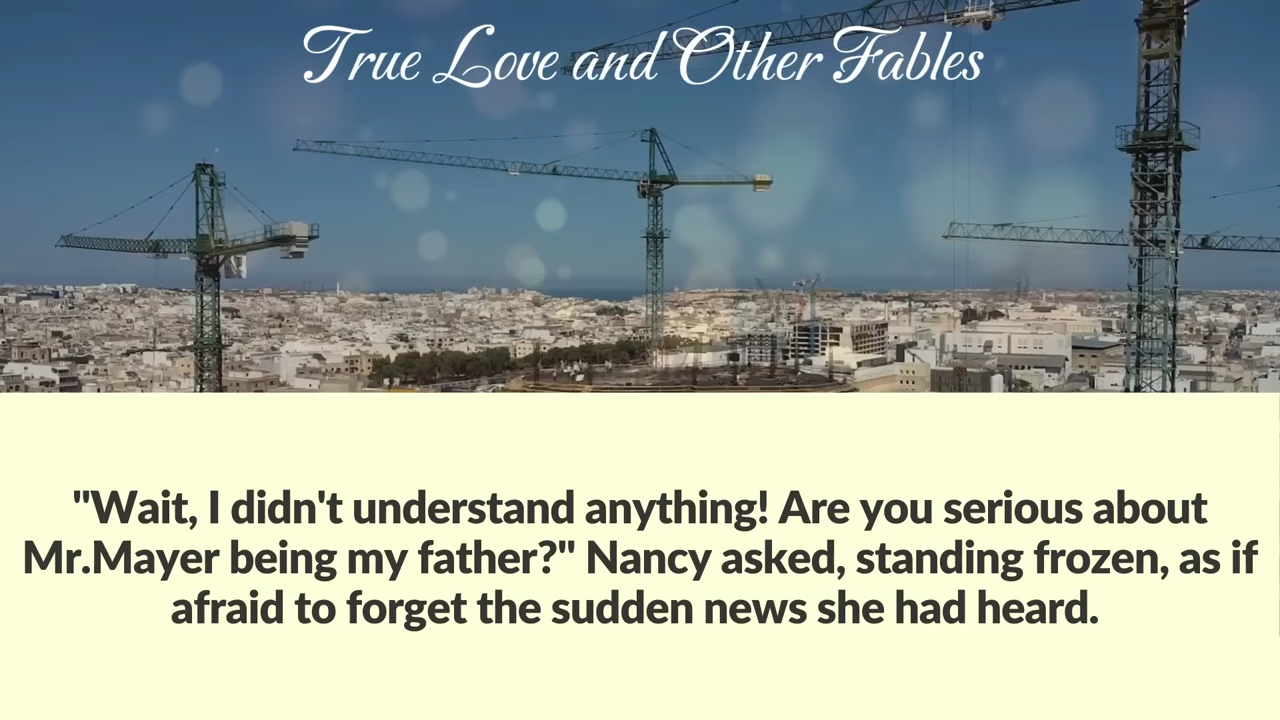 True Love and Other Fables
"Wait, I didn't understand anything! Are you serious about
Mr.Mayer being my father?" Nancy asked, standing frozen, as if
afraid to forget the sudden news she had heard.